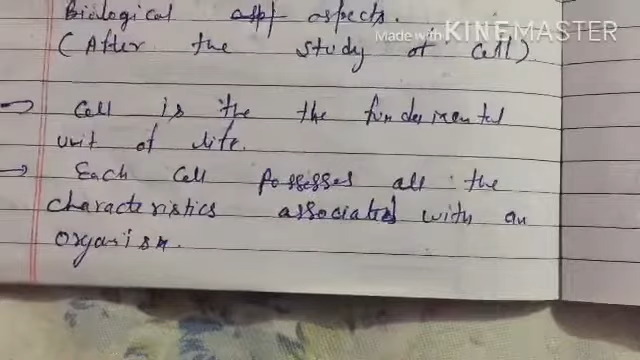 Biological aspects.
Made with KINEMASTER
(After the study of cell)
→ Cell is the the fundamental
unit of life.
→ Each cell possesses all the
characteristics associated with an
organism.